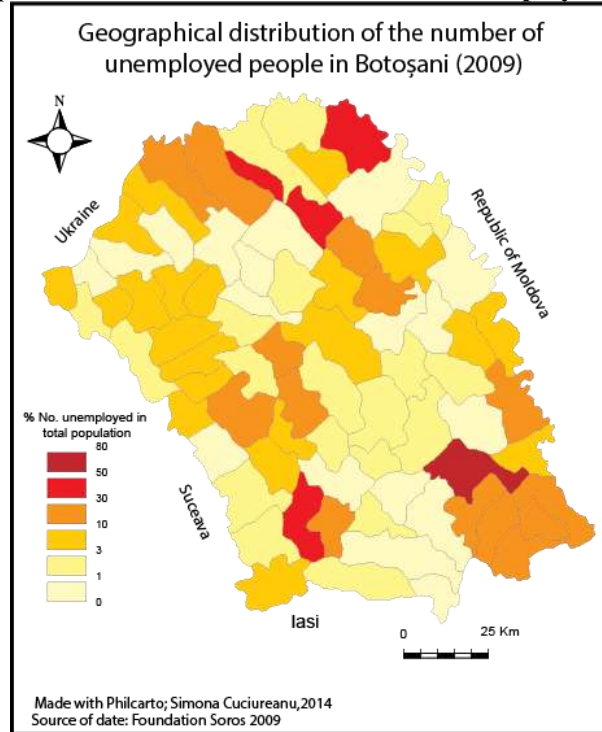 Geographical distribution of the number of
unemployed people in Botoşani (2009)
N
Ukraine
Republic of Moldova
% No. unemployed in
total population
80
50
30
10
3
1
0
Suceava
Iasi
0 25 Km
Made with Philcarto; Simona Cuciureanu,2014
Source of date: Foundation Soros 2009